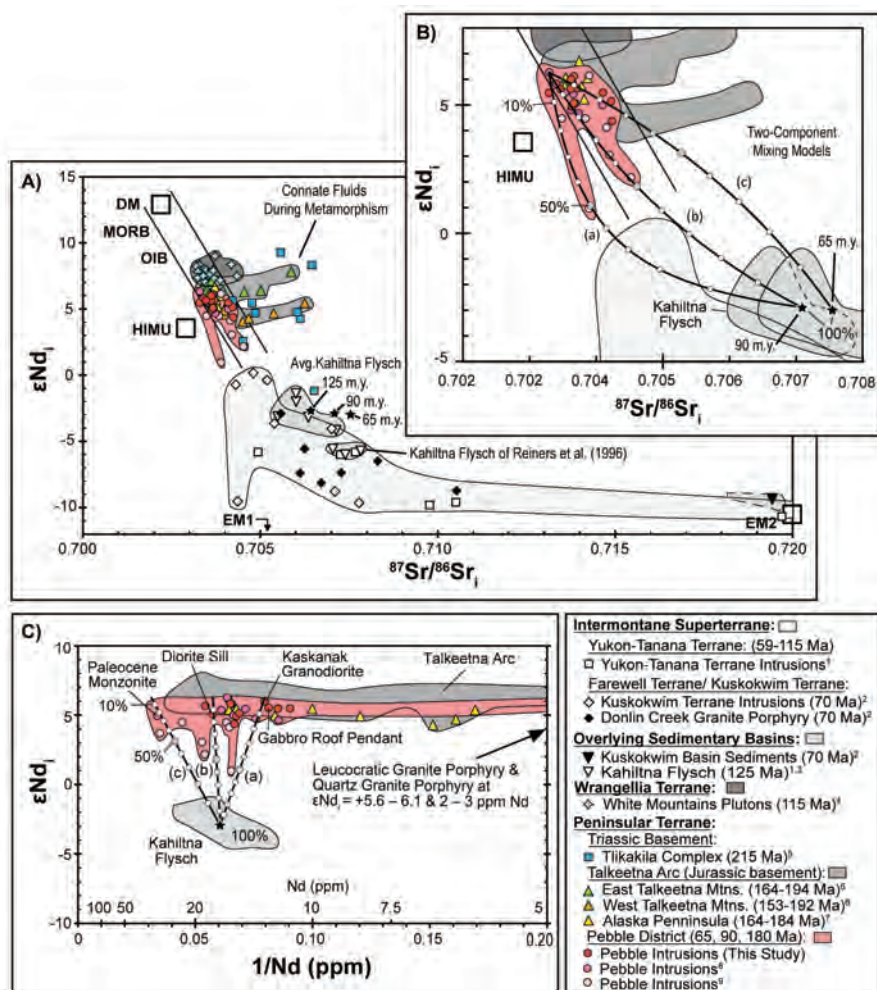 B)
10%
HIMU
50%
(a)
(b)
(c)
Two-Component
Mixing Models
65 m.y.
Kahiltna
Flysch
90 m.y.
100%
εNdᵢ
5
0
-5
0.702
0.702
0.704
0.705
0.706
0.707
0.708
⁸⁷Sr/⁸⁶Srᵢ
A)
15
10
5
0
-5
-10
εNdᵢ
DM
MORB
OIB
HIMU
Connate Fluids
During Metamorphism
Avg.Kahiltna Flysch
125 m.y.
90 m.y.
65 m.y.
Kahiltna Flysch of Reiners et al. (1996)
EM1
EM2
0.700
0.705
0.710
0.715
0.720
⁸⁷Sr/⁸⁶Srᵢ
C)
10
5
0
-5
-10
εNdᵢ
Paleocene
Monzonite
Diorite Sill
Kaskanak
Granodiorite
Talkeetna Arc
10%
50%
(c)
(b)
(a)
Gabbro Roof Pendant
Leucocratic Granite Porphyry &
Quartz Granite Porphyry at
εNdᵢ = +5.6 – 6.1 & 2 – 3 ppm Nd
Kahiltna
Flysch
100%
Nd (ppm)
100 50
20
10
7.5
5
0
0.05
0.10
0.15
0.20
1/Nd (ppm)
Intermontane Superterrane:
Yukon-Tanana Terrane: (59-115 Ma)
Yukon-Tanana Terrane Intrusions¹
Farewell Terrane/ Kuskokwim Terrane:
Kuskokwim Terrane Intrusions (70 Ma)²
Donlin Creek Granite Porphyry (70 Ma)²
Overlying Sedimentary Basins:
Kuskokwim Basin Sediments (70 Ma)²
Kahiltna Flysch (125 Ma)¹,³
Wrangellia Terrane:
White Mountains Plutons (115 Ma)⁴
Peninsular Terrane:
Triassic Basement:
Tlikakila Complex (215 Ma)⁵
Talkeetna Arc (Jurassic basement):
East Talkeetna Mtns. (164-194 Ma)⁶
West Talkeetna Mtns. (153-192 Ma)⁶
Alaska Penninsula (164-184 Ma)⁷
Pebble District (65, 90, 180 Ma):
Pebble Intrusions (This Study)
Pebble Intrusions⁸
Pebble Intrusions⁹